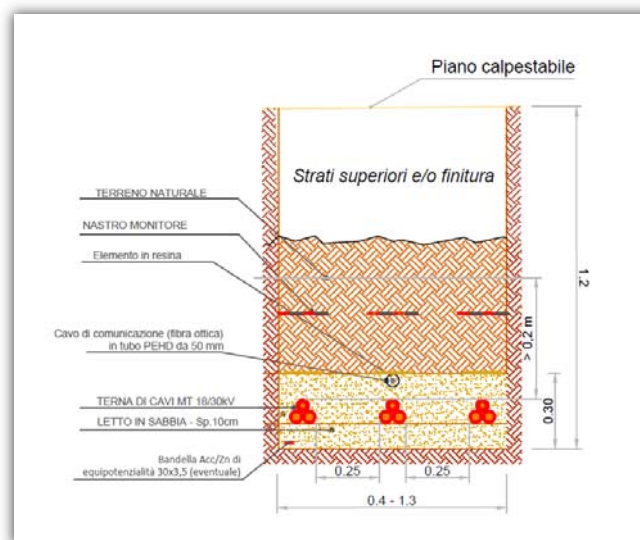 Piano calpestabile
Strati superiori e/o finitura
TERRENO NATURALE
NASTRO MONITORE
Elemento in resina
Cavo di comunicazione (fibra ottica)
in tubo PEHD da 50 mm
TERNA DI CAVI MT 18/30kV
LETTO IN SABBIA - Sp.10cm
Bandella Acc/Zn di
equipotenzialità 30x3,5 (eventuale)
1.2
> 0,2 m
0.30
0.25
0.25
0.4 - 1.3